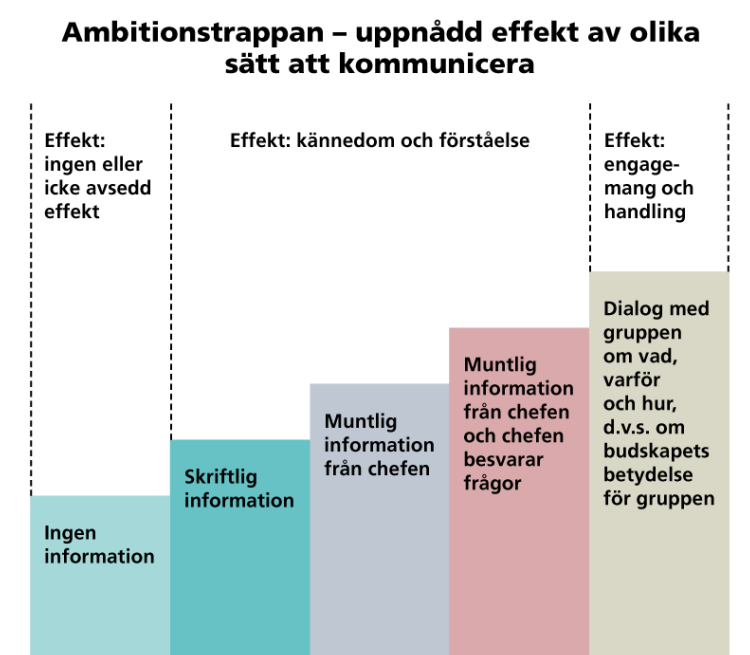 Ambitionstrappan – uppnådd effekt av olika
sätt att kommunicera
Effekt:
ingen eller
icke avsedd
effekt
Effekt: kännedom och förståelse
Effekt:
engage-
mang och
handling
Ingen
information
Skriftlig
information
Muntlig
information
från chefen
Muntlig
information
från chefen
och chefen
besvarar
frågor
Dialog med
gruppen
om vad,
varför
och hur,
d.v.s. om
budskapets
betydelse
för gruppen